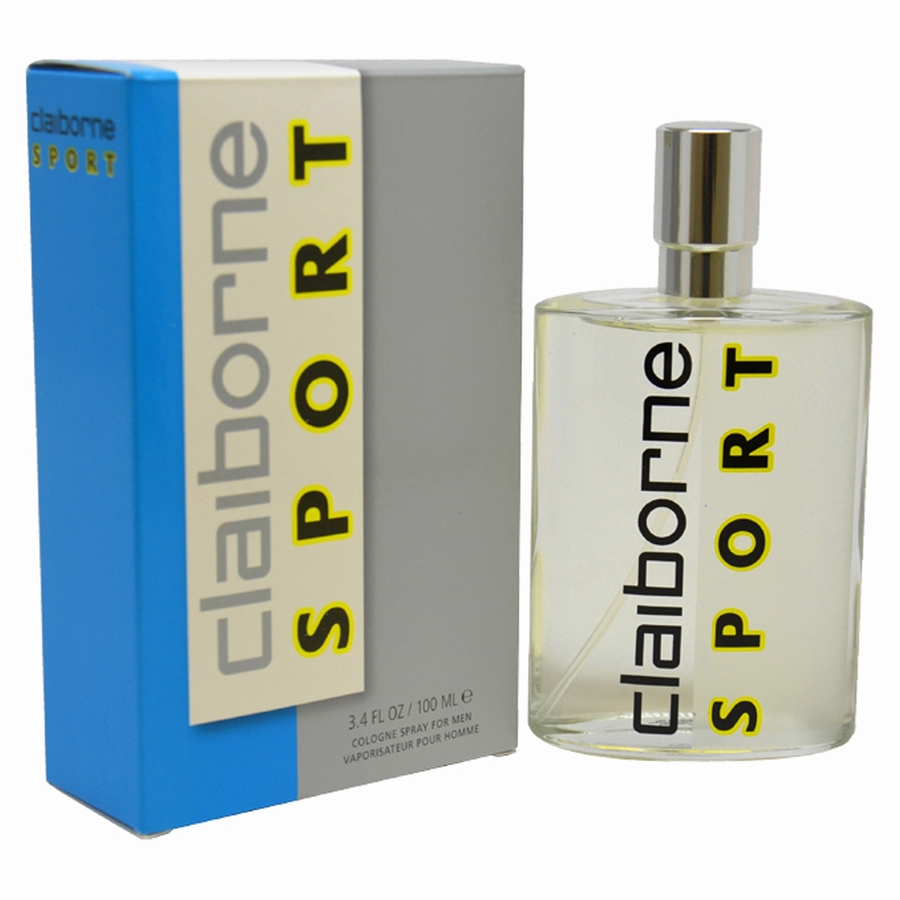 claiborne
SPORT
claiborne
SPORT
3.4 FL OZ / 100 ML ℮
COLOGNE SPRAY FOR MEN
VAPORISATEUR POUR HOMME
claiborne
SPORT